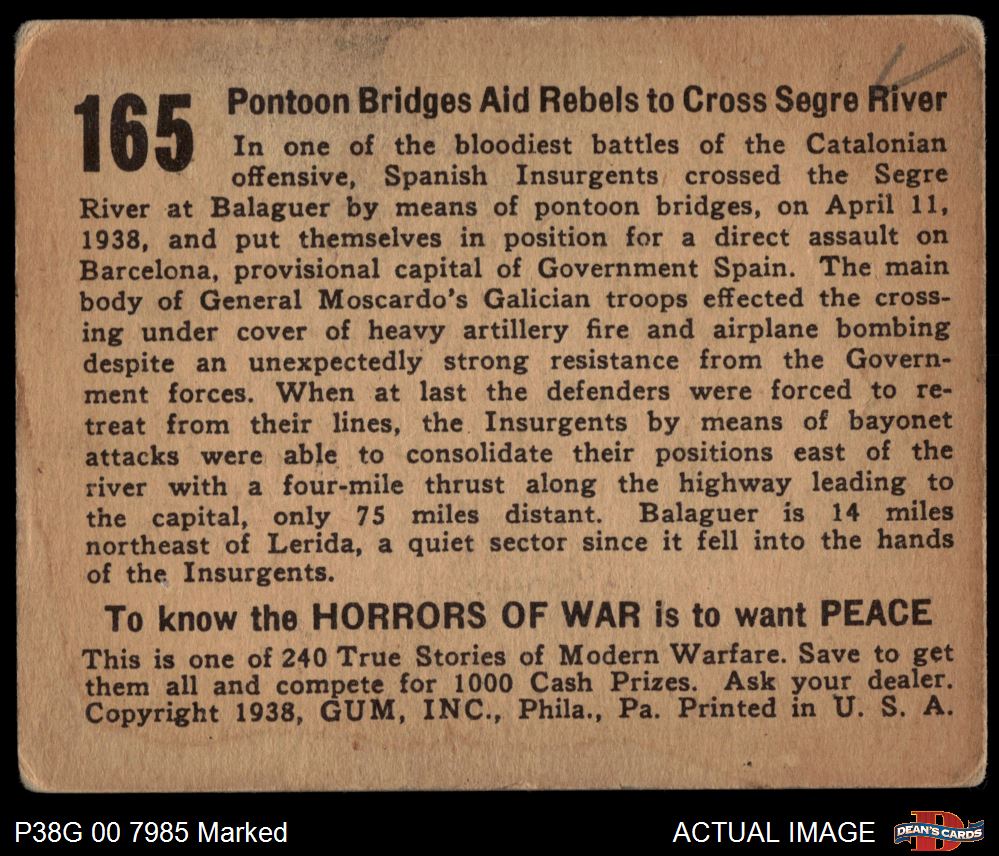 165
Pontoon Bridges Aid Rebels to Cross Segre River
In one of the bloodiest battles of the Catalonian
offensive, Spanish Insurgents crossed the Segre
River at Balaguer by means of pontoon bridges, on April 11,
1938, and put themselves in position for a direct assault on
Barcelona, provisional capital of Government Spain. The main
body of General Moscardo's Galician troops effected the cross-
ing under cover of heavy artillery fire and airplane bombing
despite an unexpectedly strong resistance from the Govern-
ment forces. When at last the defenders were forced to re-
treat from their lines, the Insurgents by means of bayonet
attacks were able to consolidate their positions east of the
river with a four-mile thrust along the highway leading to
the capital, only 75 miles distant. Balaguer is 14 miles
northeast of Lerida, a quiet sector since it fell into the hands
of the Insurgents.
To know the HORRORS OF WAR is to want PEACE
This is one of 240 True Stories of Modern Warfare. Save to get
them all and compete for 1000 Cash Prizes. Ask your dealer.
Copyright 1938, GUM, INC., Phila., Pa. Printed in U. S. A.
P38G 00 7985 Marked
ACTUAL IMAGE
DEAN'S CARDS